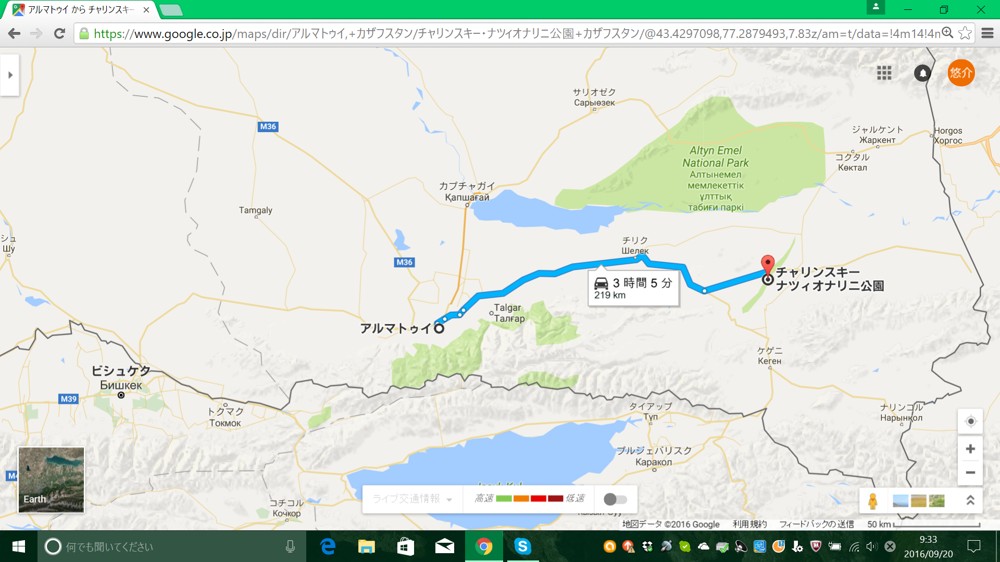 アルマトゥイ から チャリンスキー
https://www.google.co.jp/maps/dir/アルマトゥイ,+カザフスタン/チャリンスキー・ナツィオナリニ公園+カザフスタン/@43.4297098,77.2879493,7.83z/am=t/data=!4m14!4m
悠介
サリオゼク
Сарыөзек
M36
ジャルケント
Жаркент
Horgos
Хоргос
コクタル
Көктал
Altyn Emel
National Park
Алтынемел
мемлекеттік
ұлттық
табиғи паркі
カプチャガイ
Қапшағай
Tamgaly
シュ
Шу
チリク
Шелек
M36
チャリンスキー
ナツィオナリニ公園
3 時間 5 分
219 km
Talgar
Талғар
アルマトゥイ
ケゲニ
Кеген
ビシュケク
Бишкек
M39
トクマク
Токмок
タイアップ
Түп
ナリンコル
Нарынқол
プルジェバリスク
Каракол
Earth
ライブ交通情報
高速
低速
コチコル
Кочкор
地図データ ©2016 Google
利用規約
フィードバックの送信
50 km
何でも聞いてください
9:33
2016/09/20